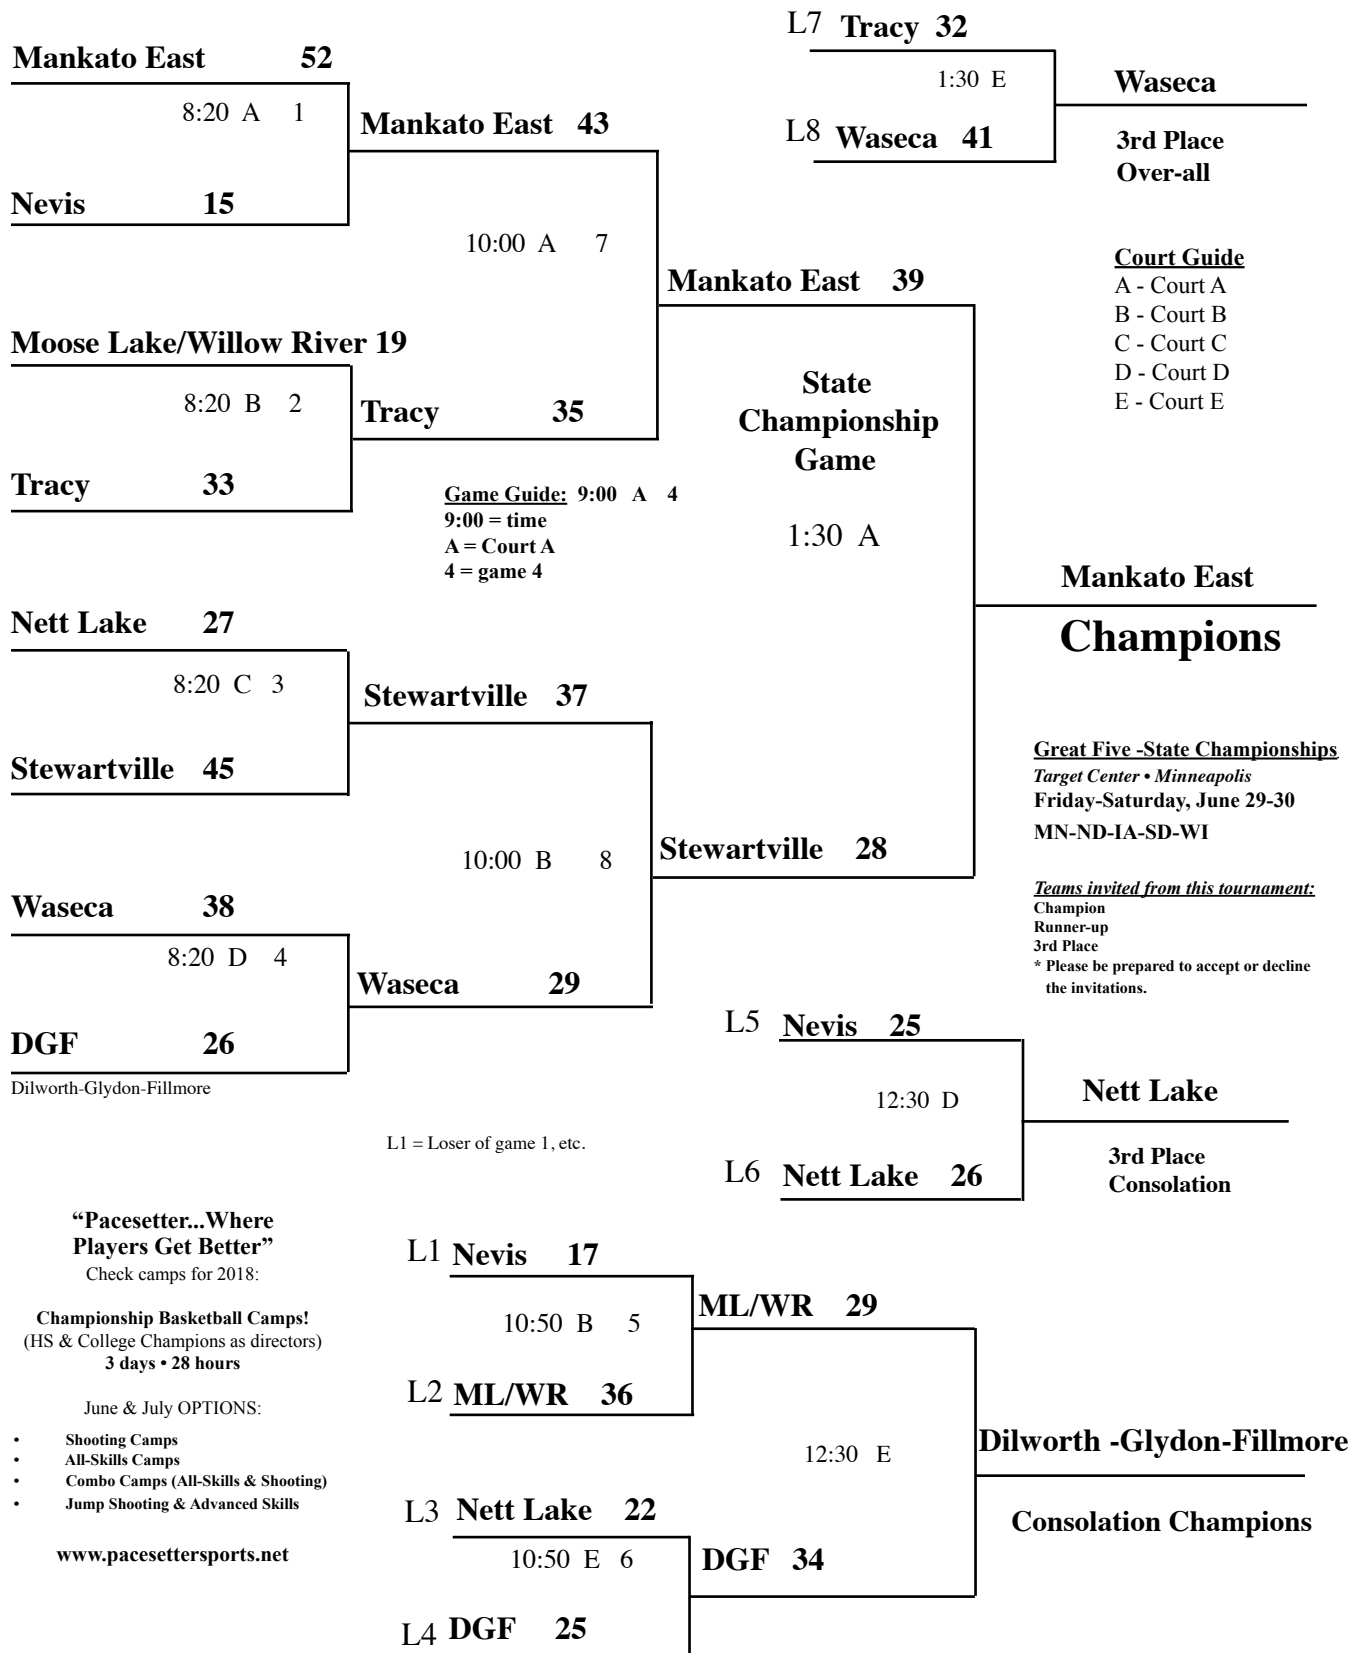 Mankato East 52
8:20 A 1
Nevis 15
Mankato East 43
10:00 A 7
Moose Lake/Willow River 19
8:20 B 2
Tracy 33
Tracy 35
Mankato East 39
State
Championship
Game
1:30 A
Game Guide: 9:00 A 4
9:00 = time
A = Court A
4 = game 4
Nett Lake 27
8:20 C 3
Stewartville 45
Stewartville 37
10:00 B 8
Waseca 38
8:20 D 4
DGF 26
Dilworth-Glydon-Fillmore
Waseca 29
Stewartville 28
L7 Tracy 32
1:30 E
L8 Waseca 41
Waseca
3rd Place
Over-all
Court Guide
A - Court A
B - Court B
C - Court C
D - Court D
E - Court E
Mankato East
Champions
Great Five -State Championships
Target Center • Minneapolis
Friday-Saturday, June 29-30
MN-ND-IA-SD-WI
Teams invited from this tournament:
Champion
Runner-up
3rd Place
* Please be prepared to accept or decline
the invitations.
L5 Nevis 25
12:30 D
L6 Nett Lake 26
Nett Lake
3rd Place
Consolation
L1 = Loser of game 1, etc.
“Pacesetter...Where
Players Get Better”
Check camps for 2018:
Championship Basketball Camps!
(HS & College Champions as directors)
3 days • 28 hours
June & July OPTIONS:
• Shooting Camps
• All-Skills Camps
• Combo Camps (All-Skills & Shooting)
• Jump Shooting & Advanced Skills
www.pacesettersports.net
L1 Nevis 17
10:50 B 5
L2 ML/WR 36
ML/WR 29
12:30 E
L3 Nett Lake 22
10:50 E 6
L4 DGF 25
DGF 34
Dilworth -Glydon-Fillmore
Consolation Champions